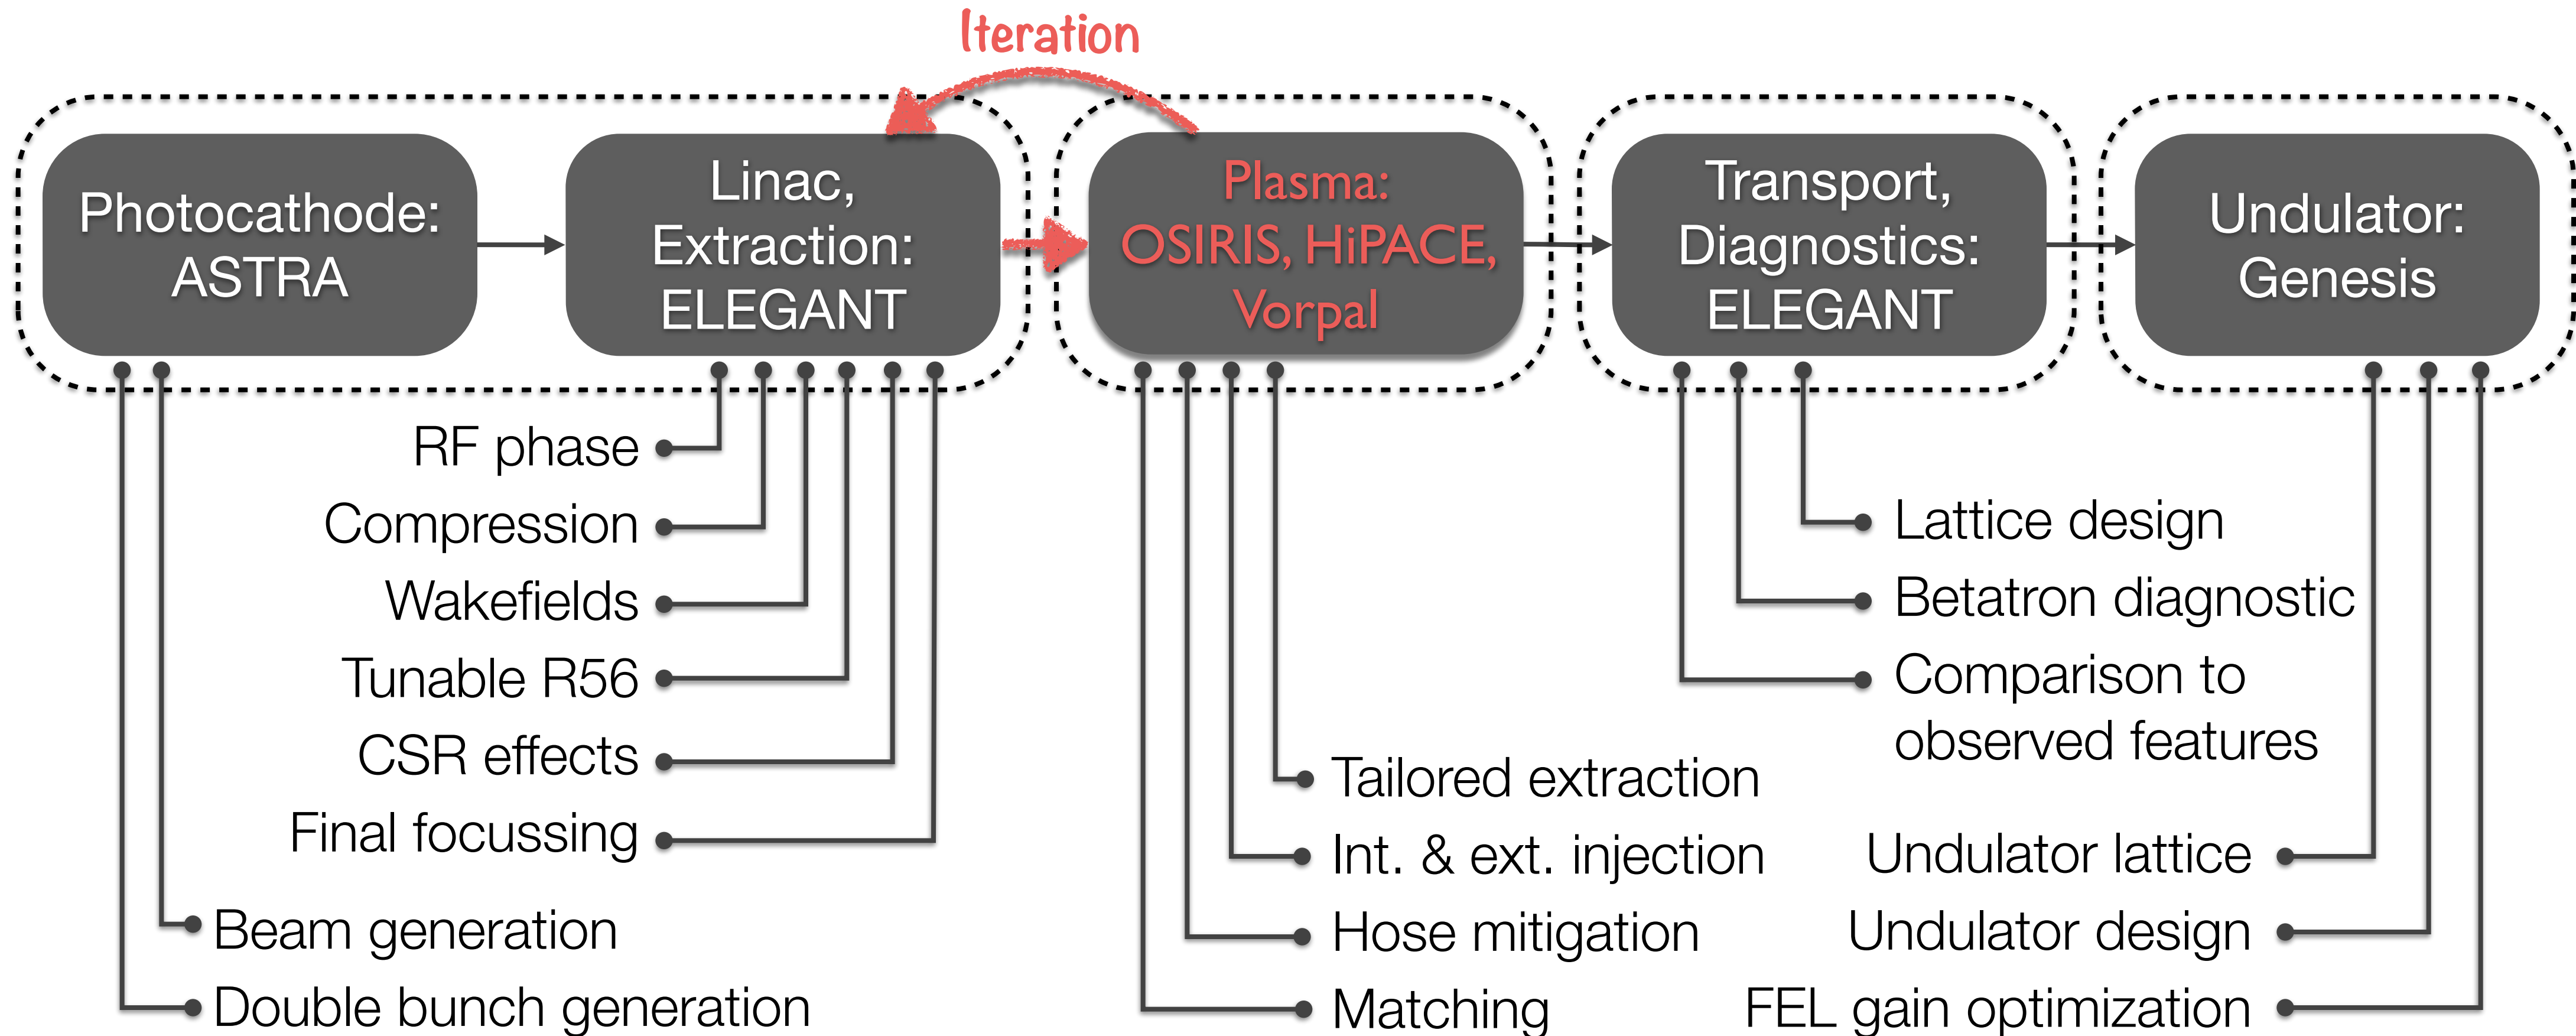 Iteration
Photocathode:
ASTRA
Linac,
Extraction:
ELEGANT
Plasma:
OSIRIS, HiPACE,
Vorpal
Transport,
Diagnostics:
ELEGANT
Undulator:
Genesis
RF phase
Compression
Wakefields
Tunable R56
CSR effects
Final focussing
Beam generation
Double bunch generation
Tailored extraction
Int. & ext. injection
Hose mitigation
Matching
Lattice design
Betatron diagnostic
Comparison to
observed features
Undulator lattice
Undulator design
FEL gain optimization